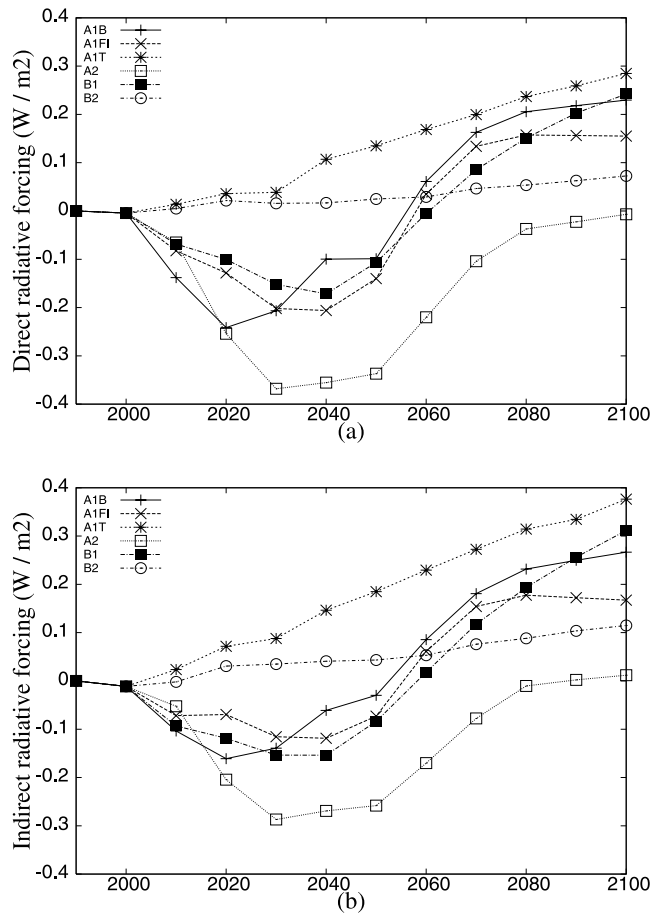 Direct radiative forcing (W / m2)
0.4
0.3
0.2
0.1
0
-0.1
-0.2
-0.3
-0.4
A1B
A1FI
A1T
A2
B1
B2
2000 2020 2040 2060 2080 2100
(a)
Indirect radiative forcing (W / m2)
0.4
0.3
0.2
0.1
0
-0.1
-0.2
-0.3
-0.4
A1B
A1FI
A1T
A2
B1
B2
2000 2020 2040 2060 2080 2100
(b)